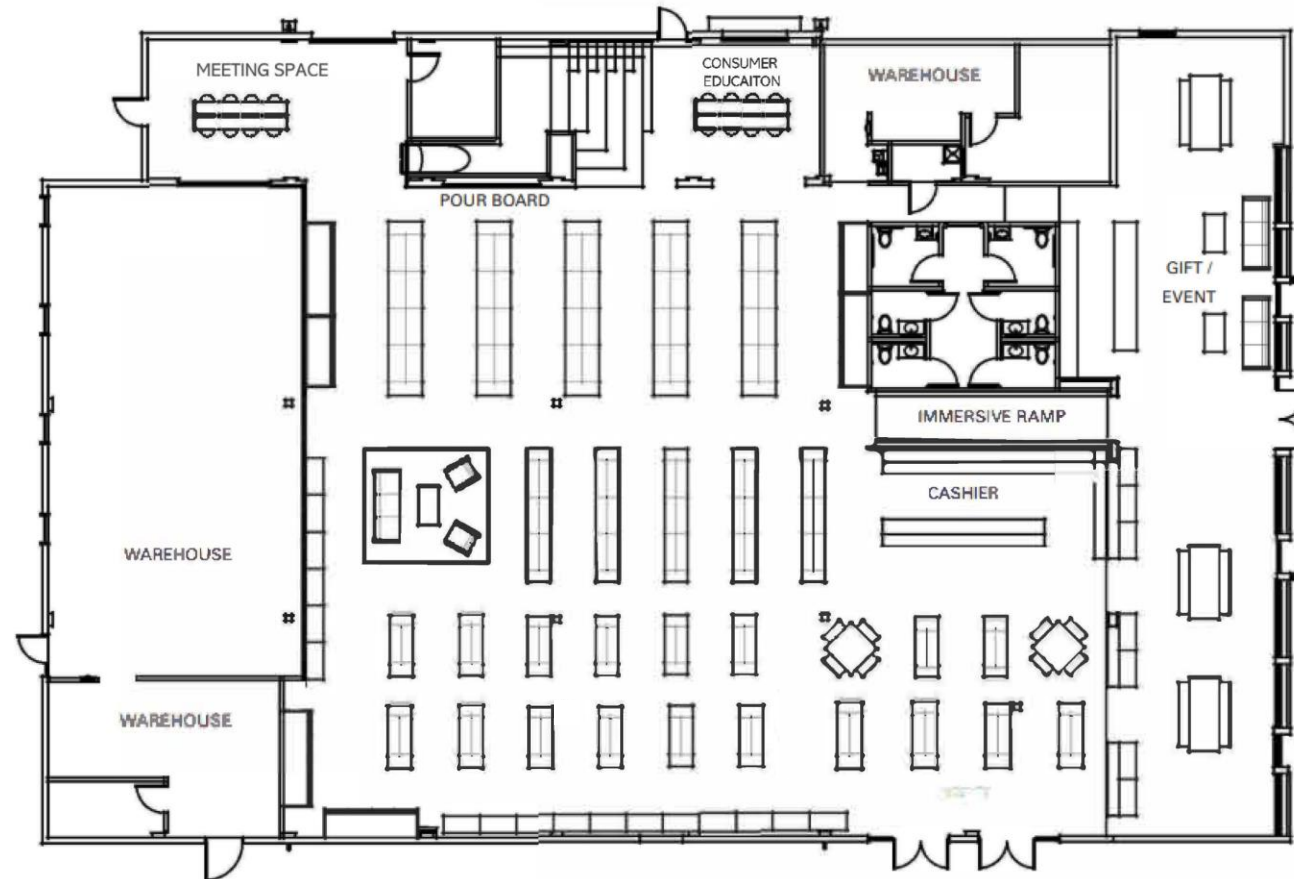 MEETING SPACE
CONSUMER
EDUCAITON
WAREHOUSE
POUR BOARD
GIFT /
EVENT
IMMERSIVE RAMP
CASHIER
WAREHOUSE
WAREHOUSE